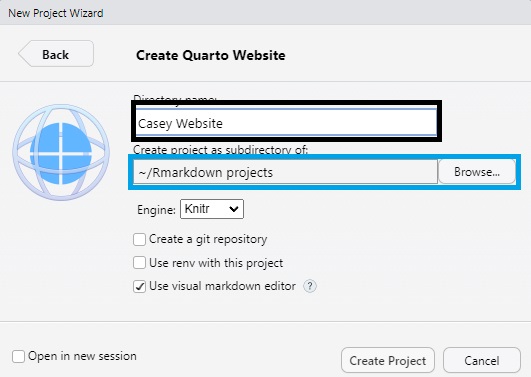 New Project Wizard
Back
Create Quarto Website
Directory name:
Casey Website
Create project as subdirectory of:
~/Rmarkdown projects
Browse...
Engine: Knitr
Create a git repository
Use renv with this project
Use visual markdown editor ?
Open in new session
Create Project
Cancel